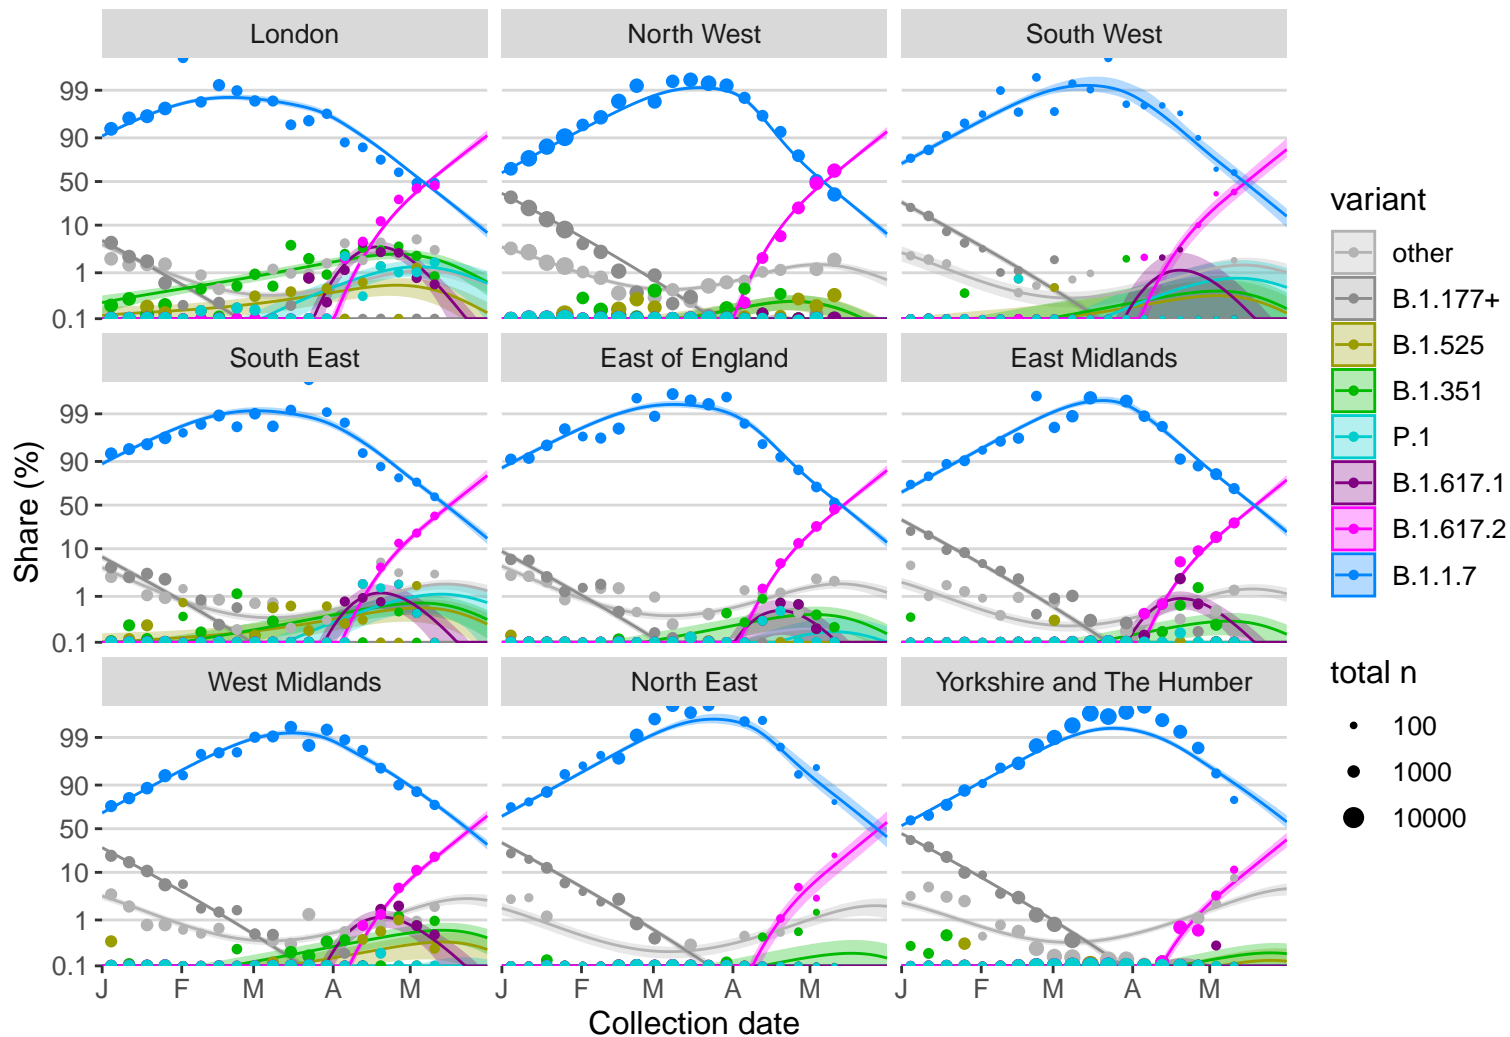 London North West South West
99
90
50
10
1
0.1
South East East of England East Midlands
99
90
50
10
1
0.1
West Midlands North East Yorkshire and The Humber
99
90
50
10
1
0.1
J F M A M J F M A M J F M A M
Collection date
Share (%)
variant
other
B.1.177+
B.1.525
B.1.351
P.1
B.1.617.1
B.1.617.2
B.1.1.7
total n
100
1000
10000